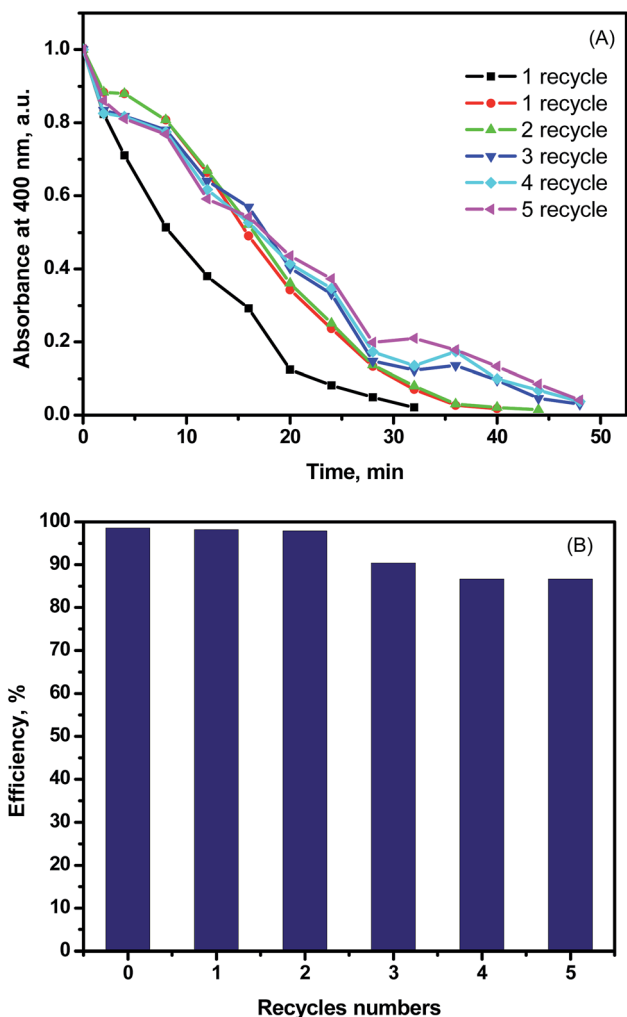 (A)
1 recycle
1 recycle
2 recycle
3 recycle
4 recycle
5 recycle
Absorbance at 400 nm, a.u.
1.0
0.8
0.6
0.4
0.2
0.0
0 10 20 30 40 50
Time, min
(B)
Efficiency, %
100
90
80
70
60
50
40
30
20
10
0
0 1 2 3 4 5
Recycles numbers